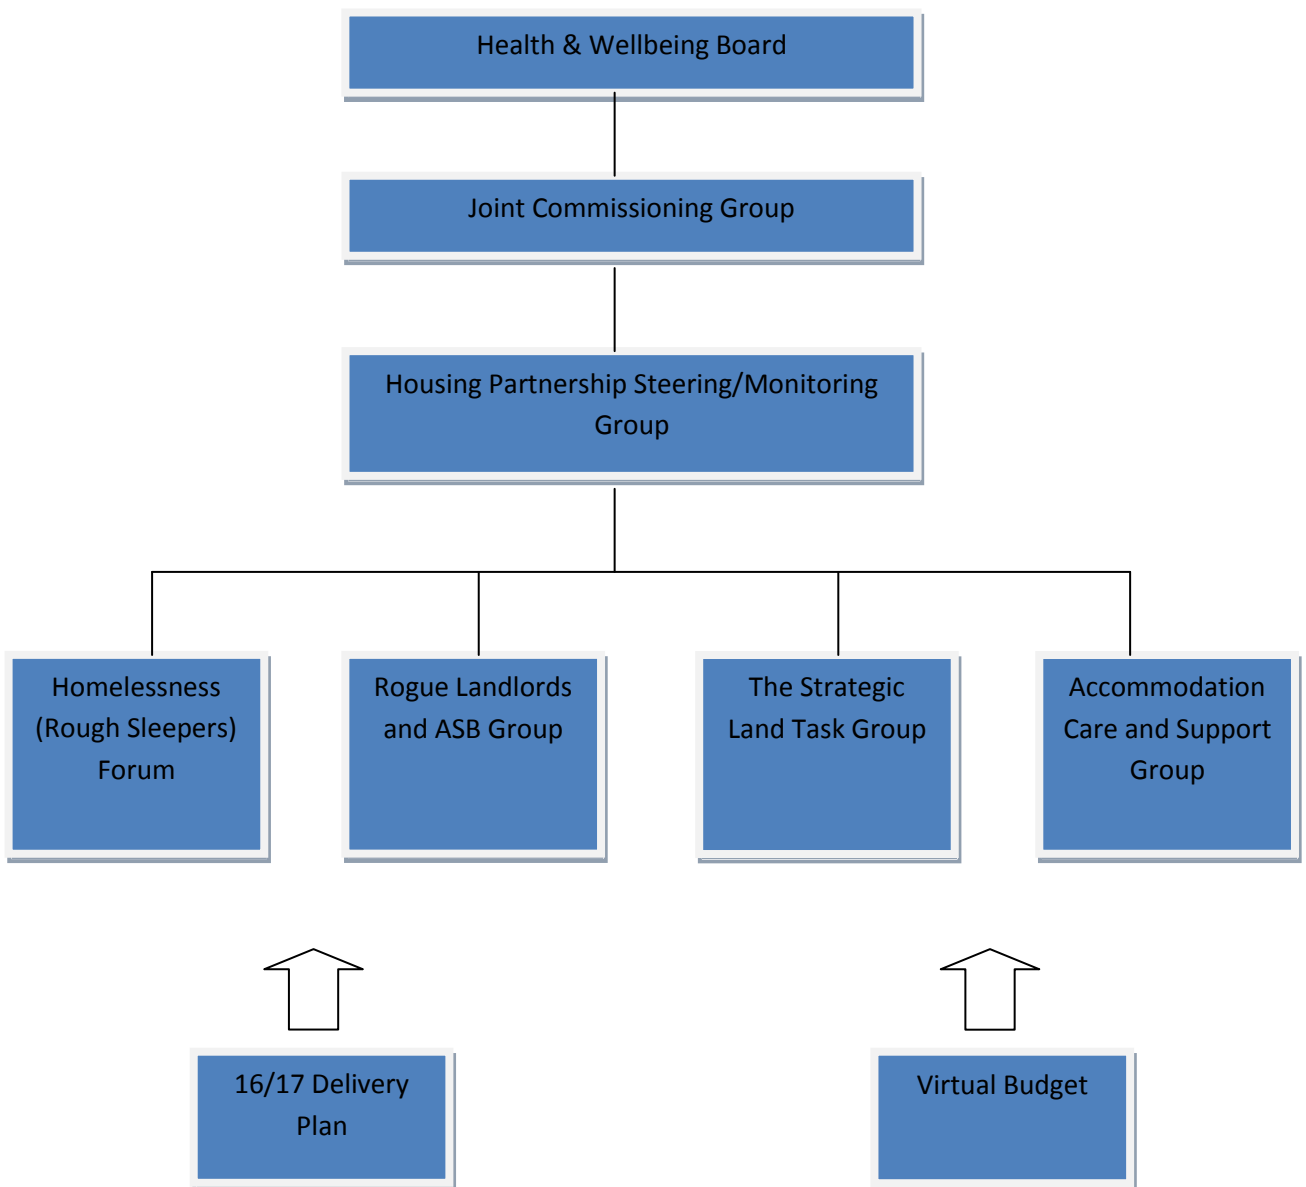 Health & Wellbeing Board
Joint Commissioning Group
Housing Partnership Steering/Monitoring
Group
Homelessness
(Rough Sleepers)
Forum
Rogue Landlords
and ASB Group
The Strategic
Land Task Group
Accommodation
Care and Support
Group
16/17 Delivery
Plan
Virtual Budget